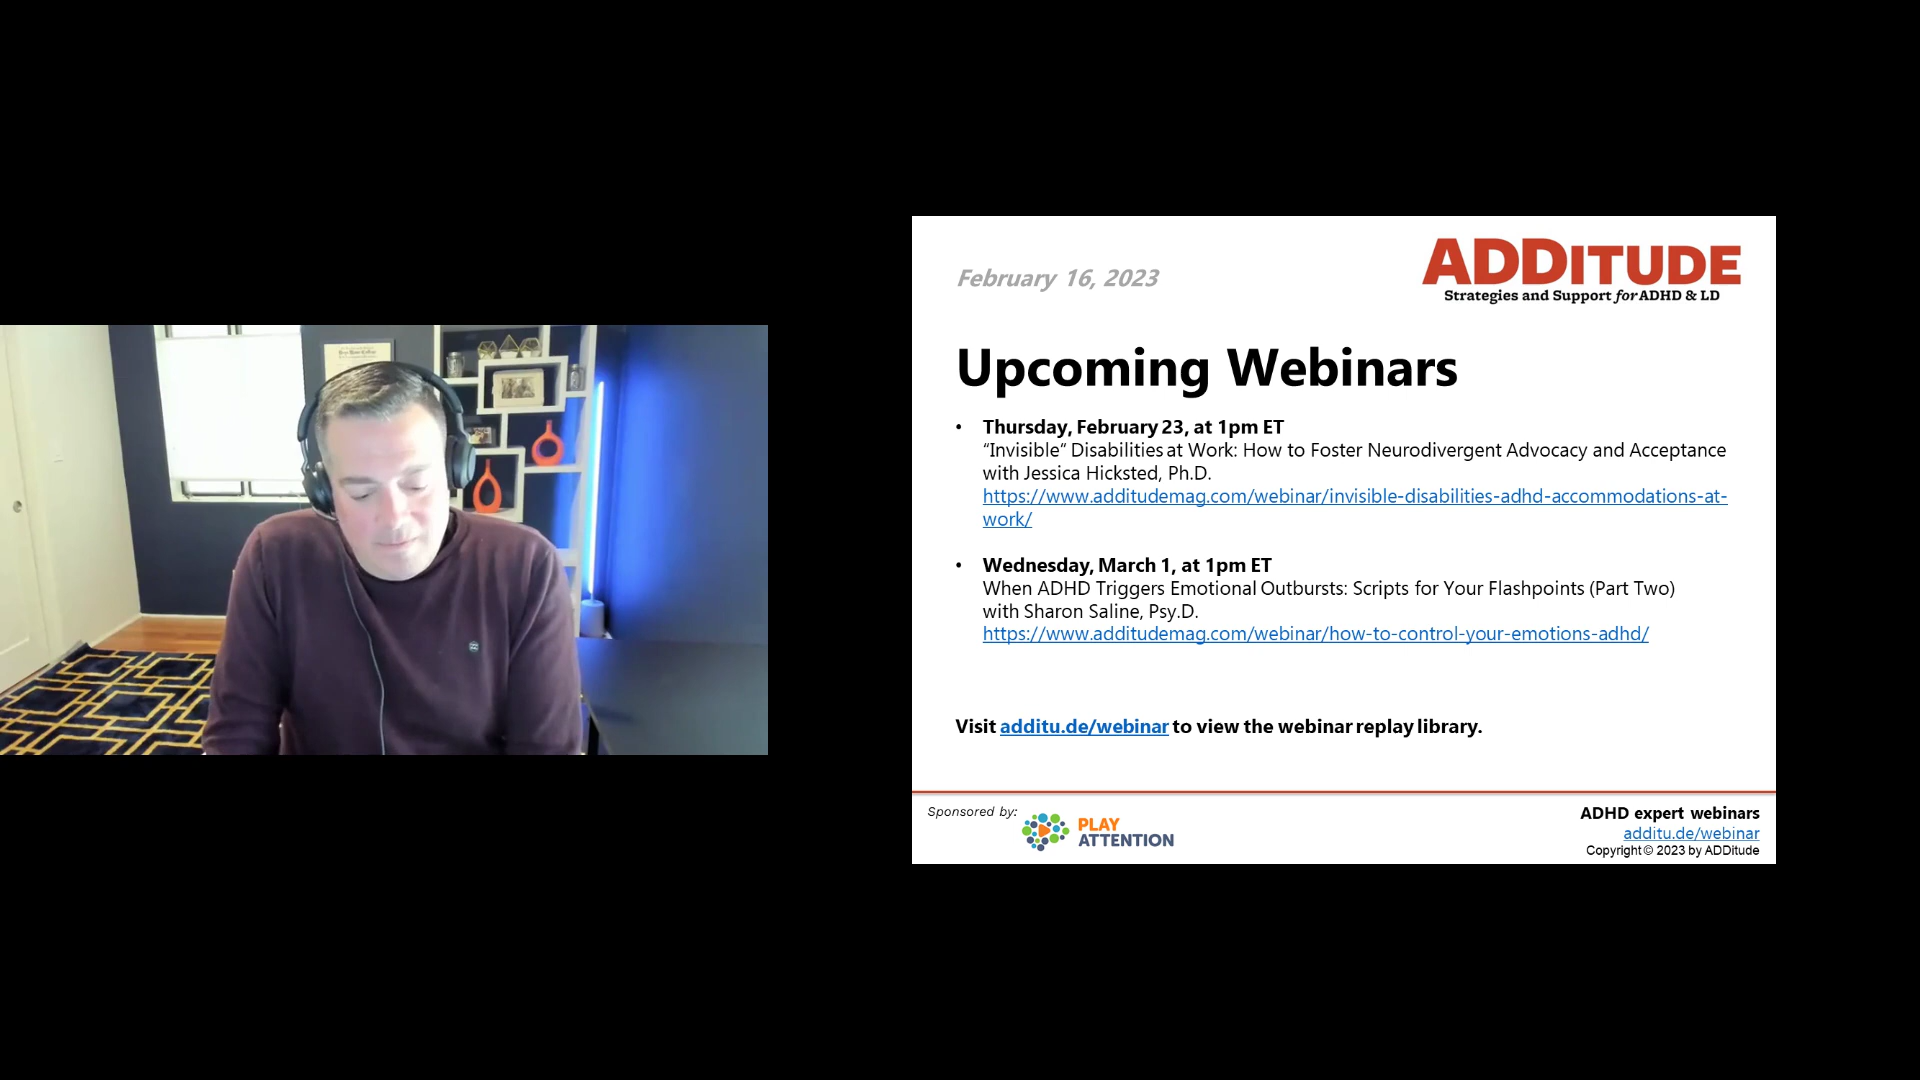 February 16, 2023
ADDITUDE
Strategies and Support for ADHD & LD
Upcoming Webinars
• Thursday, February 23, at 1pm ET
“Invisible“ Disabilities at Work: How to Foster Neurodivergent Advocacy and Acceptance
with Jessica Hicksted, Ph.D.
https://www.additudemag.com/webinar/invisible-disabilities-adhd-accommodations-at-
work/
• Wednesday, March 1, at 1pm ET
When ADHD Triggers Emotional Outbursts: Scripts for Your Flashpoints (Part Two)
with Sharon Saline, Psy.D.
https://www.additudemag.com/webinar/how-to-control-your-emotions-adhd/
Visit additu.de/webinar to view the webinar replay library.
Sponsored by:
PLAY
ATTENTION
ADHD expert webinars
additu.de/webinar
Copyright © 2023 by ADDitude